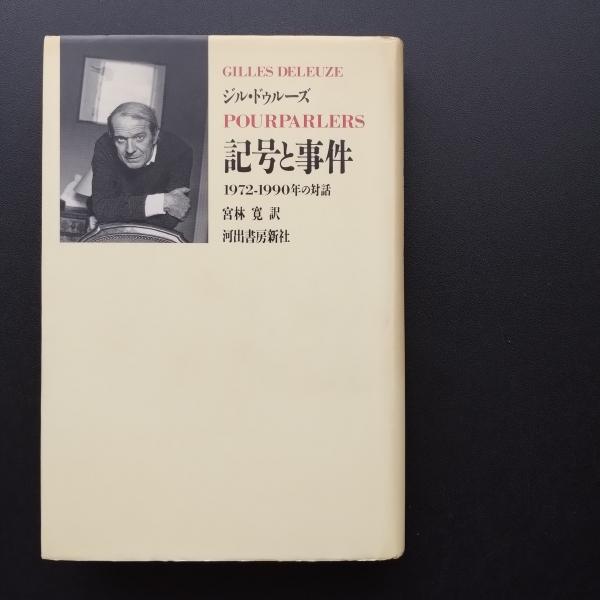 GILLES DELEUZE
ジル・ドゥルーズ
POURPARLERS
記号と事件
1972-1990年の対話
宮林 寛 訳
河出書房新社